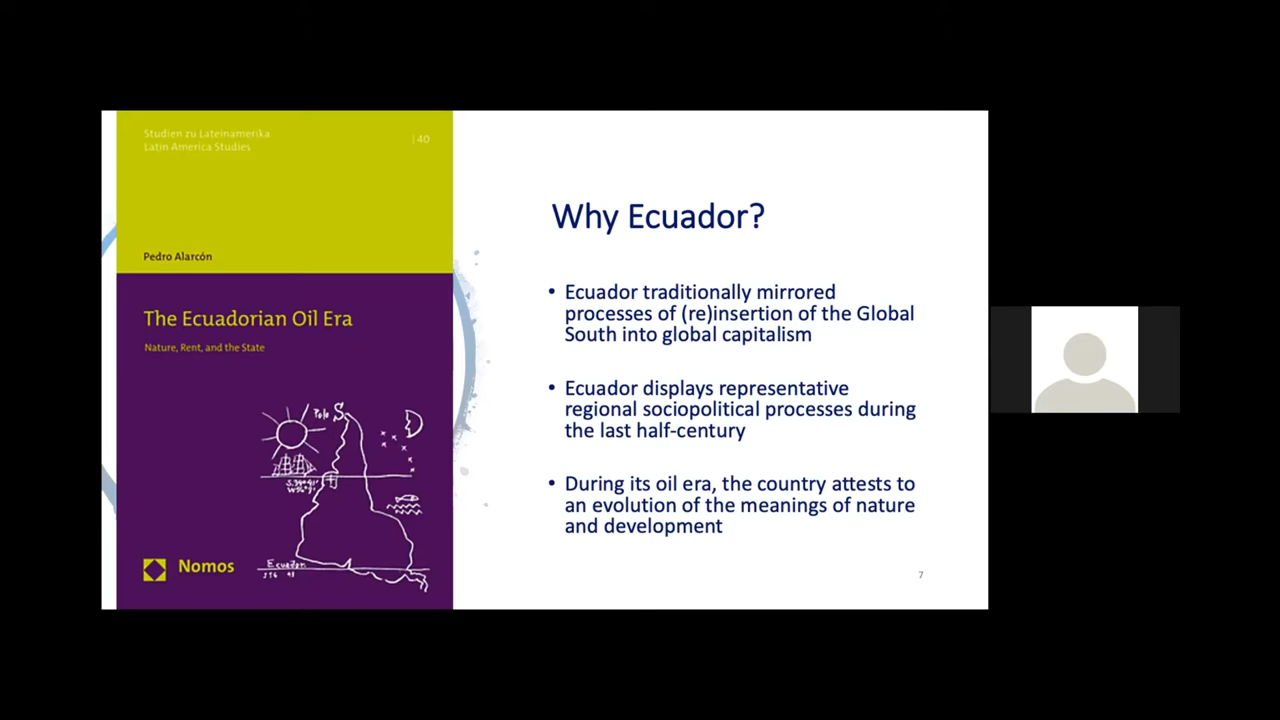 Studien zu Lateinamerika
Latin America Studies
| 40
Pedro Alarcón
The Ecuadorian Oil Era
Nature, Rent, and the State
Polo S.
Ecuador
Nomos
Why Ecuador?
• Ecuador traditionally mirrored
processes of (re)insertion of the Global
South into global capitalism
• Ecuador displays representative
regional sociopolitical processes during
the last half-century
• During its oil era, the country attests to
an evolution of the meanings of nature
and development
7